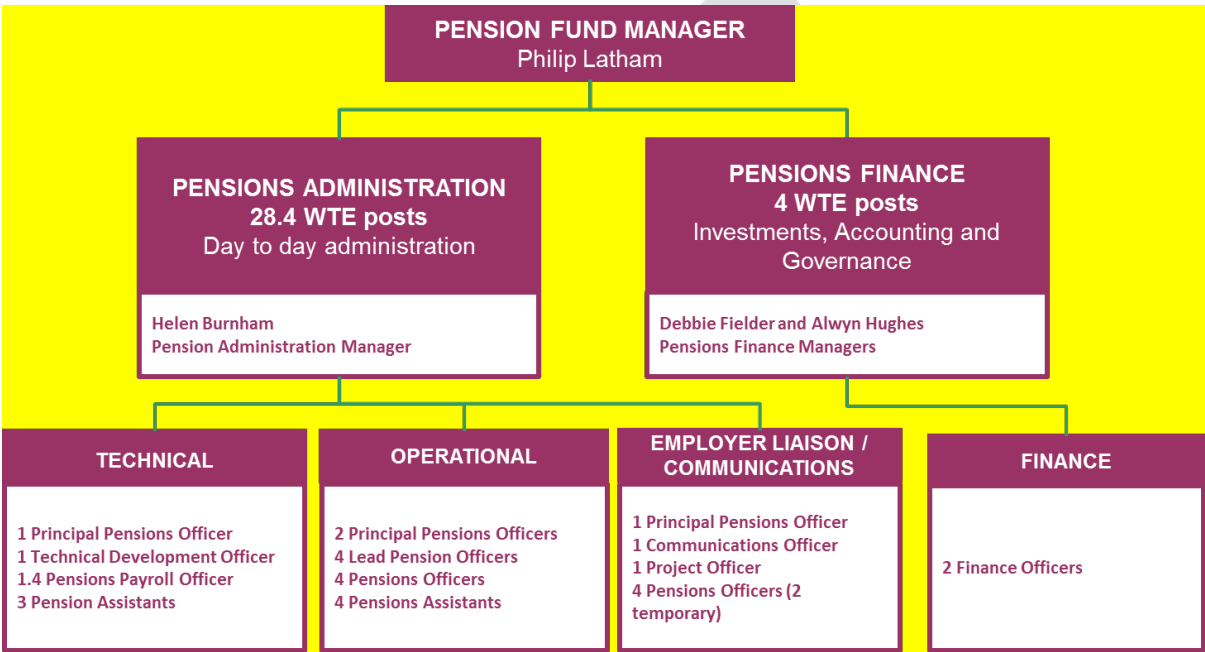 PENSION FUND MANAGER
Philip Latham
PENSIONS ADMINISTRATION
28.4 WTE posts
Day to day administration
Helen Burnham
Pension Administration Manager
PENSIONS FINANCE
4 WTE posts
Investments, Accounting and
Governance
Debbie Fielder and Alwyn Hughes
Pensions Finance Managers
TECHNICAL
1 Principal Pensions Officer
1 Technical Development Officer
1.4 Pensions Payroll Officer
3 Pension Assistants
OPERATIONAL
2 Principal Pensions Officers
4 Lead Pension Officers
4 Pensions Officers
4 Pensions Assistants
EMPLOYER LIAISON /
COMMUNICATIONS
1 Principal Pensions Officer
1 Communications Officer
1 Project Officer
4 Pensions Officers (2
temporary)
FINANCE
2 Finance Officers